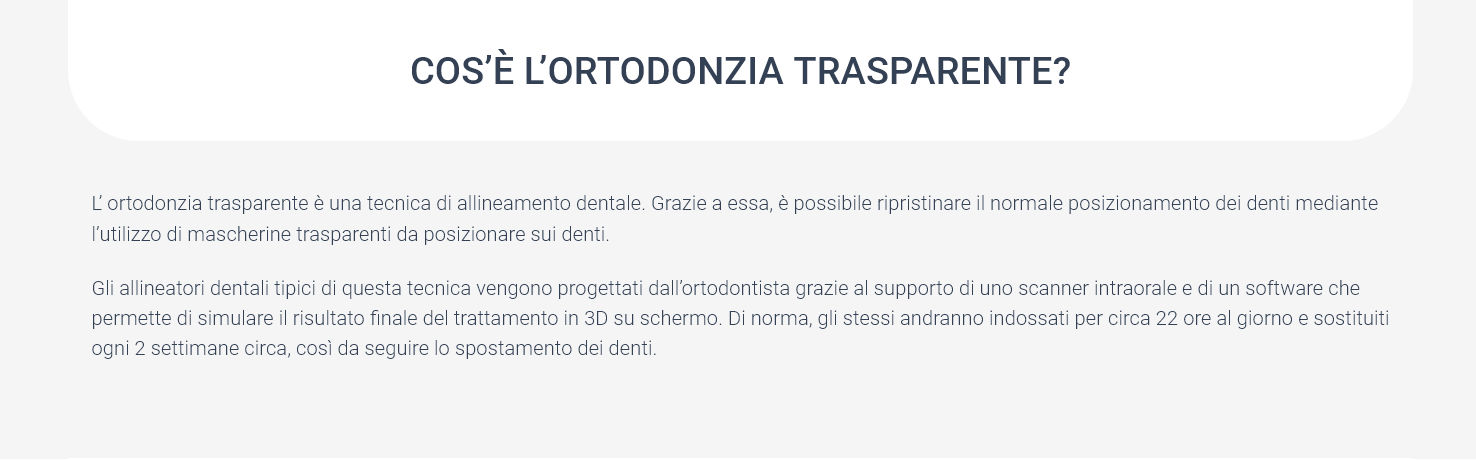 COS’È L’ORTODONZIA TRASPARENTE?
L’ ortodonzia trasparente è una tecnica di allineamento dentale. Grazie a essa, è possibile ripristinare il normale posizionamento dei denti mediante
l’utilizzo di mascherine trasparenti da posizionare sui denti.
Gli allineatori dentali tipici di questa tecnica vengono progettati dall’ortodontista grazie al supporto di uno scanner intraorale e di un software che
permette di simulare il risultato finale del trattamento in 3D su schermo. Di norma, gli stessi andranno indossati per circa 22 ore al giorno e sostituiti
ogni 2 settimane circa, così da seguire lo spostamento dei denti.